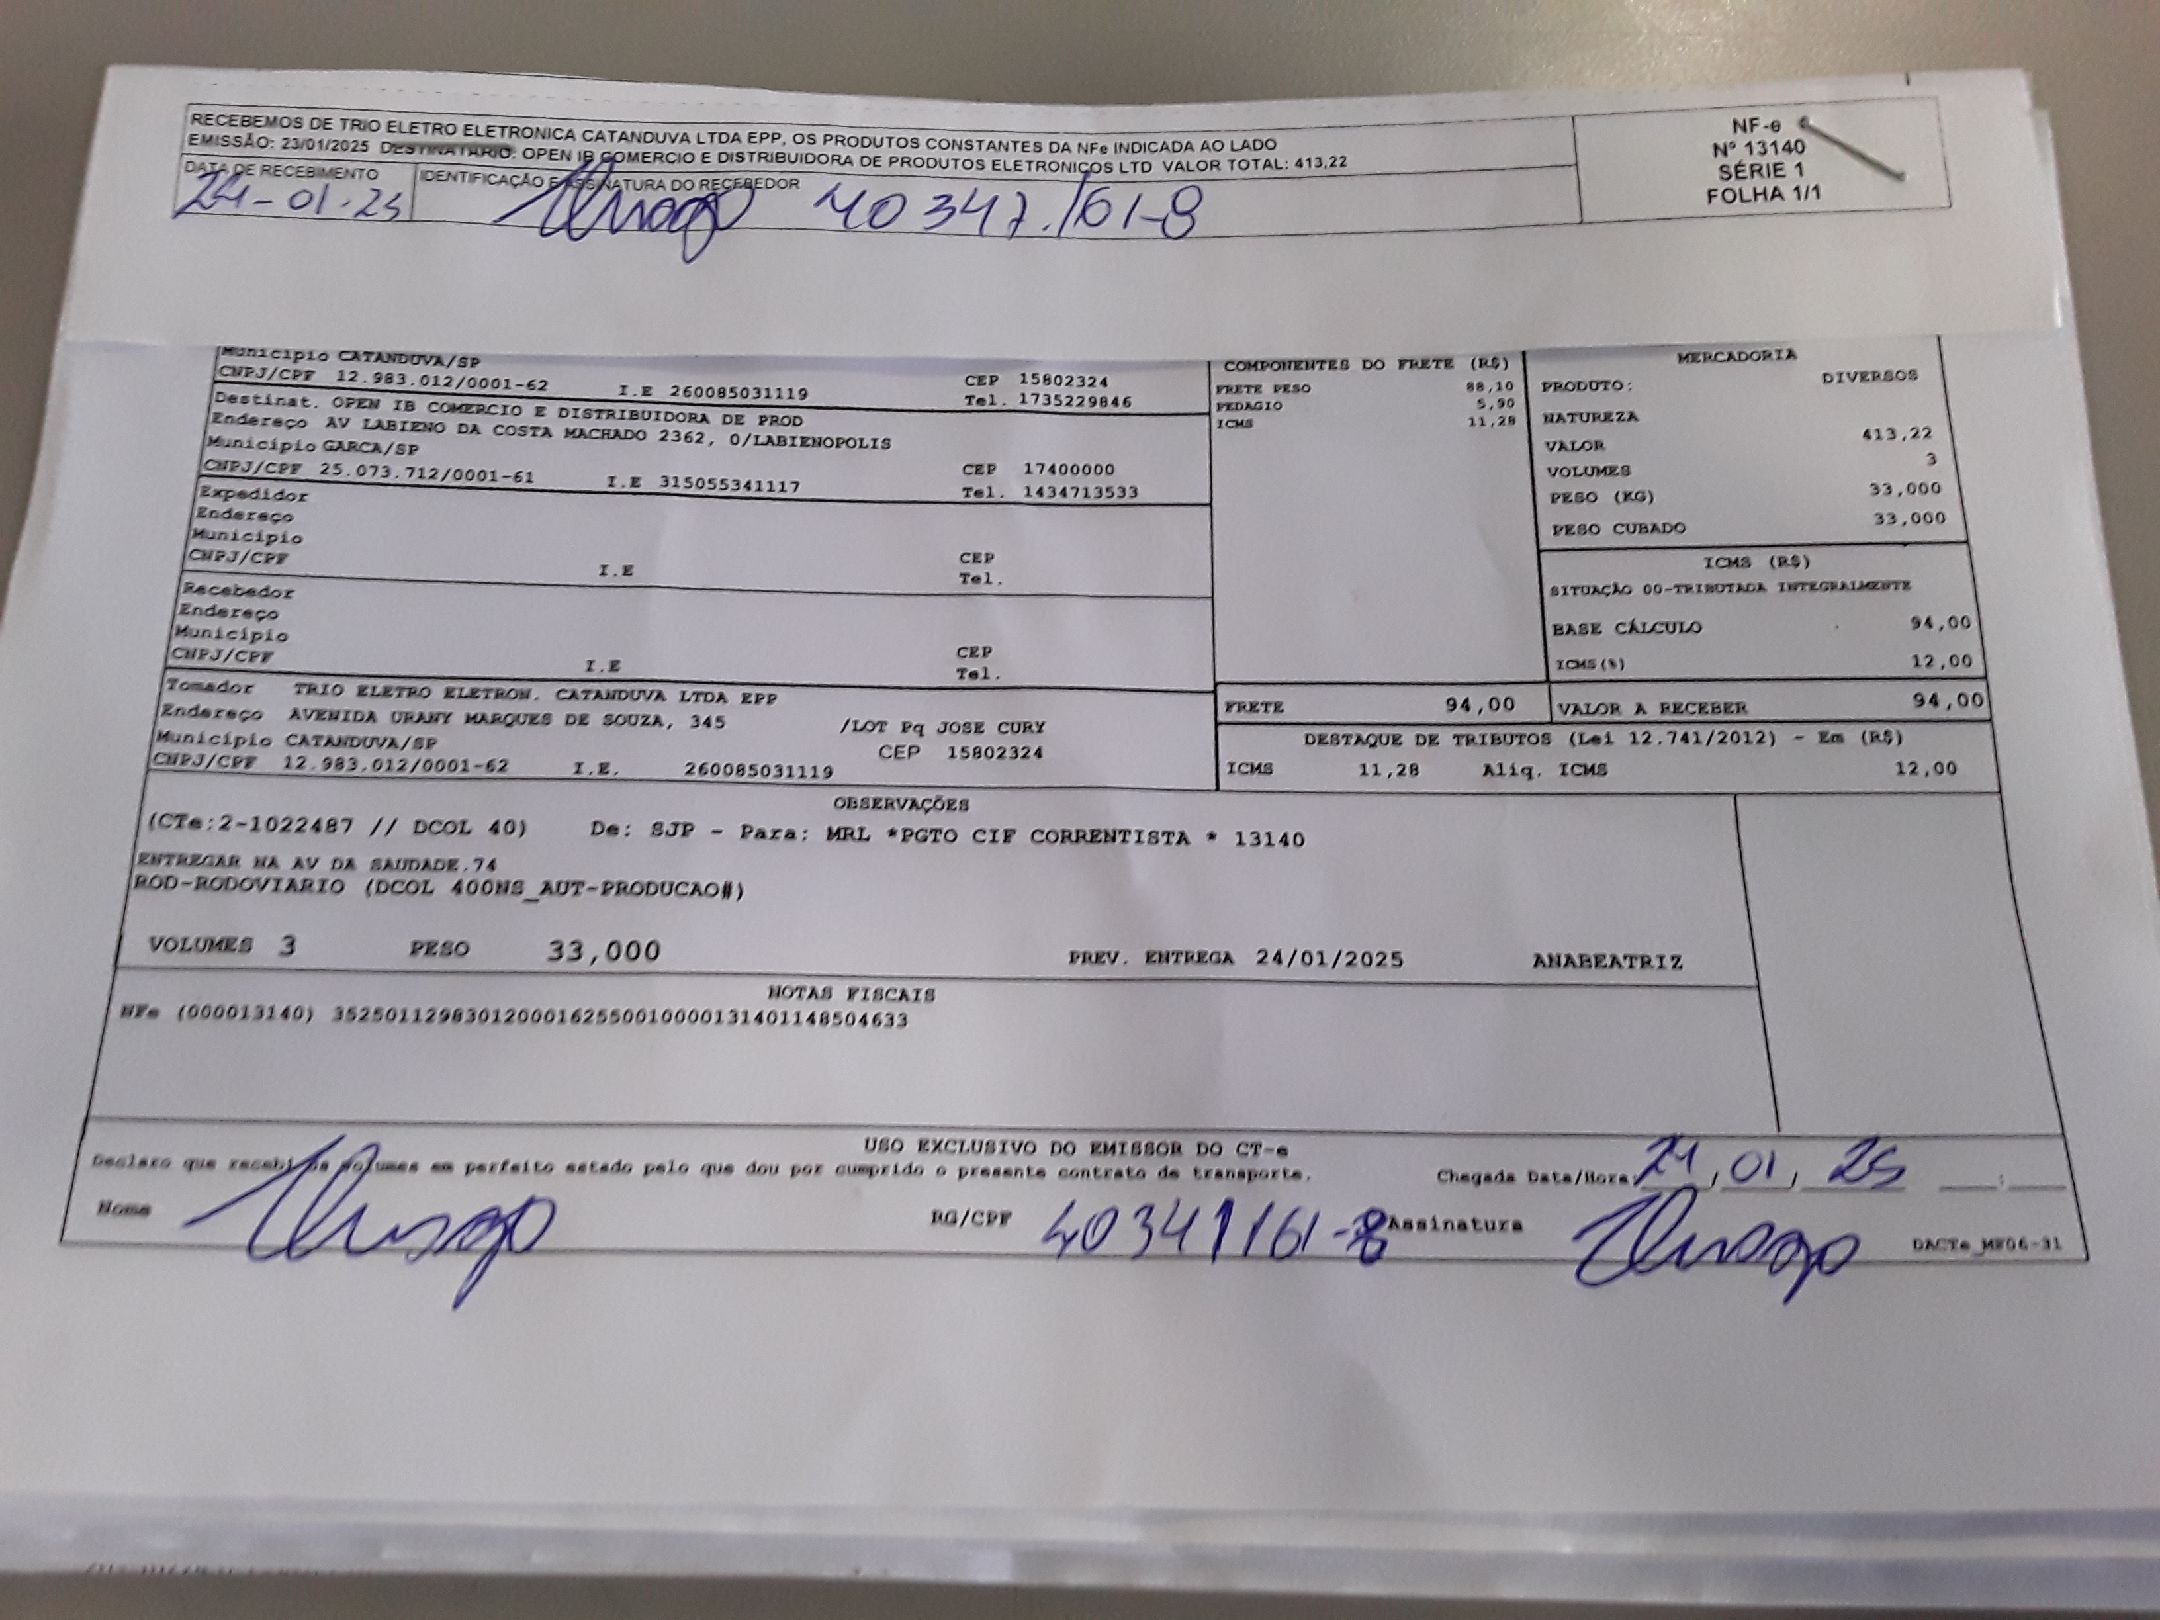 RECEBEMOS DE TRIO ELETRO ELETRONICA CATANDUVA LTDA EPP, OS PRODUTOS CONSTANTES DA NFe INDICADA AO LADO
EMISSÃO: 23/01/2025 DESTINATÁRIO: OPEN IB COMERCIO E DISTRIBUIDORA DE PRODUTOS ELETRONICOS LTD VALOR TOTAL: 413,22
DATA DE RECEBIMENTO
24-01-25
IDENTIFICAÇÃO E ASSINATURA DO RECEBEDOR
Thiago 40347.161-8
NF-e
Nº 13140
SÉRIE 1
FOLHA 1/1
Município CATANDUVA/SP
CNPJ/CPF 12.983.012/0001-62 I.E 260085031119
CEP 15802324
Tel. 1735229846
Destinat. OPEN IB COMERCIO E DISTRIBUIDORA DE PROD
Endereço AV LABIENO DA COSTA MACHADO 2362, 0/LABIENOPOLIS
Município GARCA/SP
CNPJ/CPF 25.073.712/0001-61 I.E 315055341117
CEP 17400000
Tel. 1434713533
Expedidor
Endereço
Município
CNPJ/CPF I.E
CEP
Tel.
Recebedor
Endereço
Município
CNPJ/CPF I.E
CEP
Tel.
Tomador TRIO ELETRO ELETRON. CATANDUVA LTDA EPP
Endereço AVENIDA URANY MARQUES DE SOUZA, 345 /LOT Pq JOSE CURY
Município CATANDUVA/SP CEP 15802324
CNPJ/CPF 12.983.012/0001-62 I.E. 260085031119
COMPONENTES DO FRETE (R$)
FRETE PESO 88,10
PEDAGIO 5,90
ICMS 11,28
FRETE 94,00
MERCADORIA
PRODUTO: DIVERSOS
NATUREZA
VALOR 413,22
VOLUMES 3
PESO (KG) 33,000
PESO CUBADO 33,000
ICMS (R$)
SITUAÇÃO 00-TRIBUTADA INTEGRALMENTE
BASE CÁLCULO 94,00
ICMS(%) 12,00
VALOR A RECEBER 94,00
DESTAQUE DE TRIBUTOS (Lei 12.741/2012) - Em (R$)
ICMS 11,28 Aliq. ICMS 12,00
OBSERVAÇÕES
(CTe:2-1022487 // DCOL 40) De: SJP - Para: MRL *PGTO CIF CORRENTISTA * 13140
ENTREGAR NA AV DA SAUDADE.74
ROD-RODOVIARIO (DCOL 400NS_AUT-PRODUCAO#)
VOLUMES 3 PESO 33,000 PREV. ENTREGA 24/01/2025 ANABEATRIZ
NOTAS FISCAIS
NFe (000013140) 35250112983012000162550010000131401148504633
USO EXCLUSIVO DO EMISSOR DO CT-e
Declaro que recebi os volumes em perfeito estado pelo que dou por cumprido o presente contrato de transporte.
Chegada Data/Hora 24/01/25 __:__
Nome Thiago RG/CPF 40347161-8 Assinatura Thiago
DACTe_MF06-31